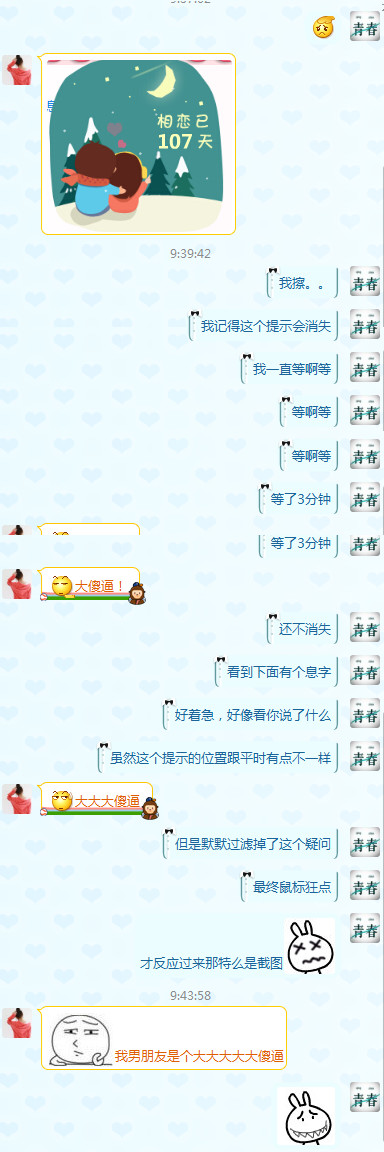 青春
息
相恋已
107 天
9:39:42
我擦。。
青春
我记得这个提示会消失
青春
我一直等啊等
青春
等啊等
青春
等啊等
青春
等了3分钟
青春
等了3分钟
青春
大傻逼！
还不消失
青春
看到下面有个息字
青春
好着急，好像看你说了什么
青春
虽然这个提示的位置跟平时有点不一样
青春
大大大傻逼
但是默默过滤掉了这个疑问
青春
最终鼠标狂点
青春
才反应过来那特么是截图
青春
9:43:58
我男朋友是个大大大大大傻逼
青春